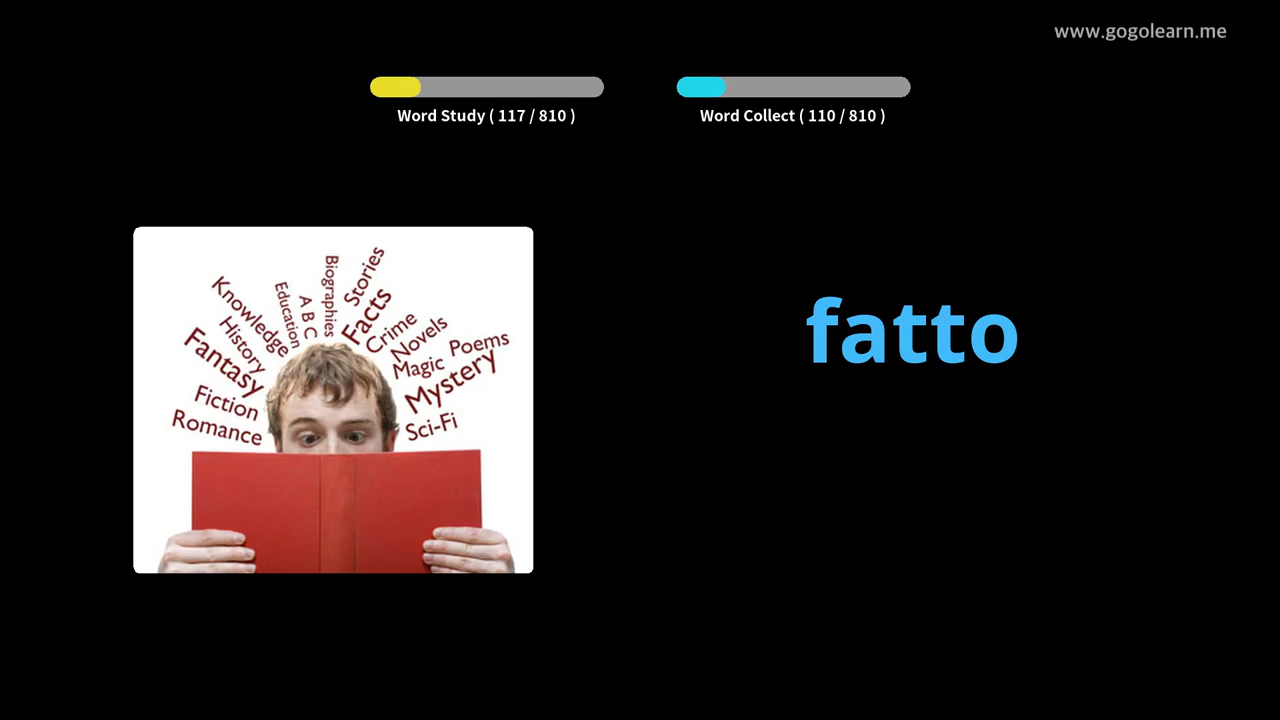 www.gogolearn.me
Word Study ( 117 / 810 )
Word Collect ( 110 / 810 )
fatto
Biographies
Stories
Education
A B C
Facts
Knowledge
Crime
History
Novels
Fantasy
Magic
Poems
Mystery
Fiction
Romance
Sci-Fi